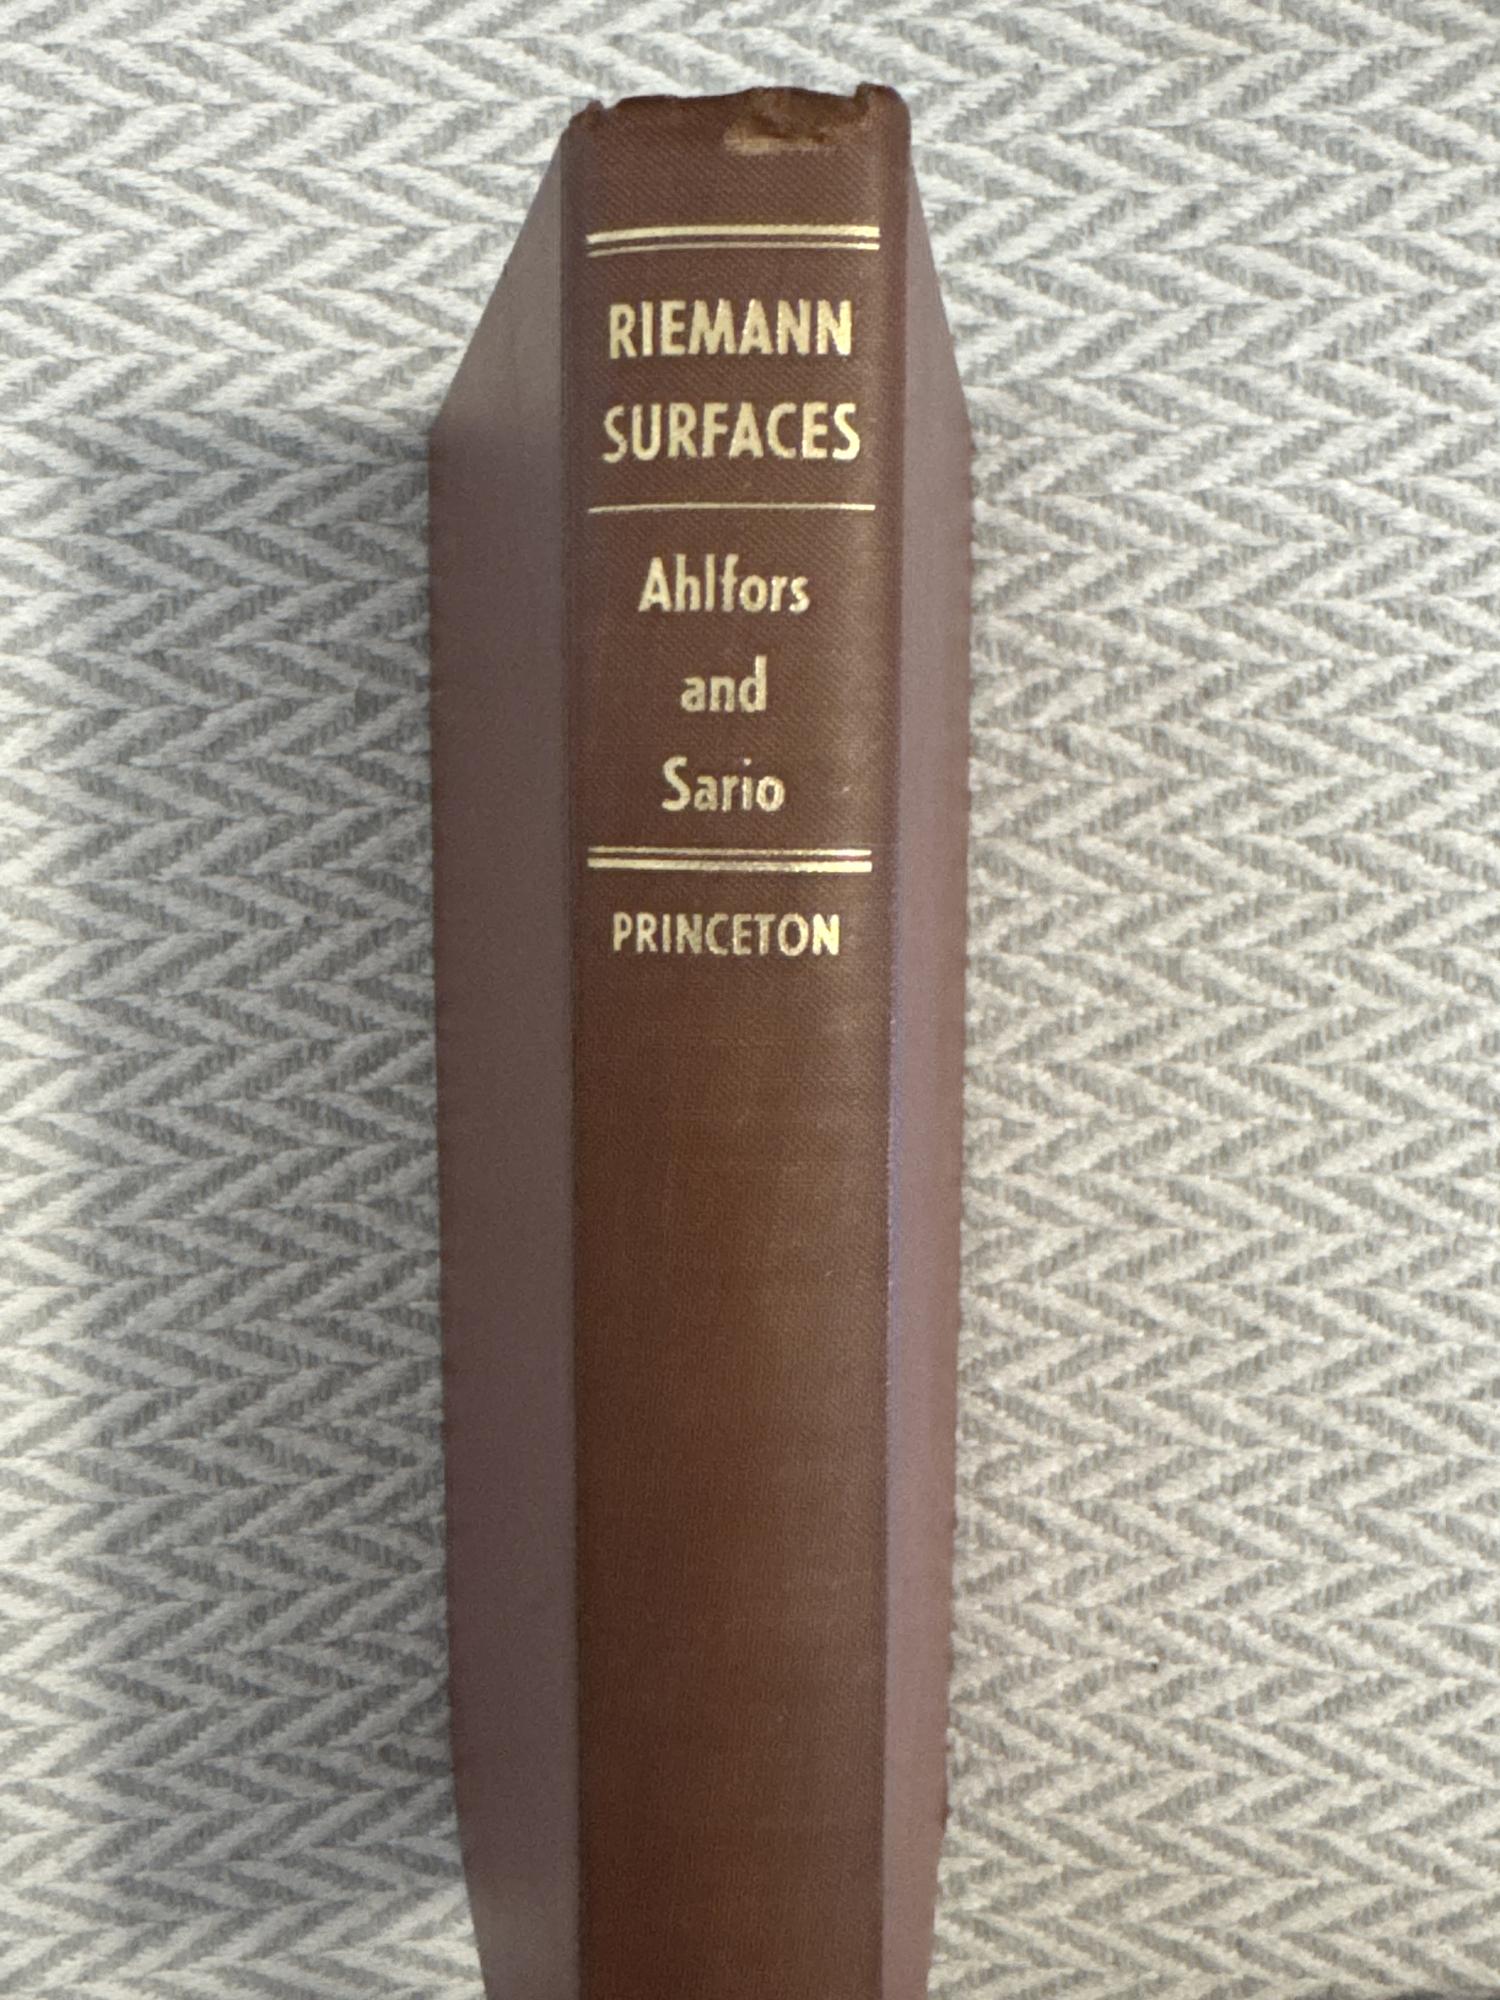 RIEMANN
SURFACES
Ahlfors
and
Sario
PRINCETON